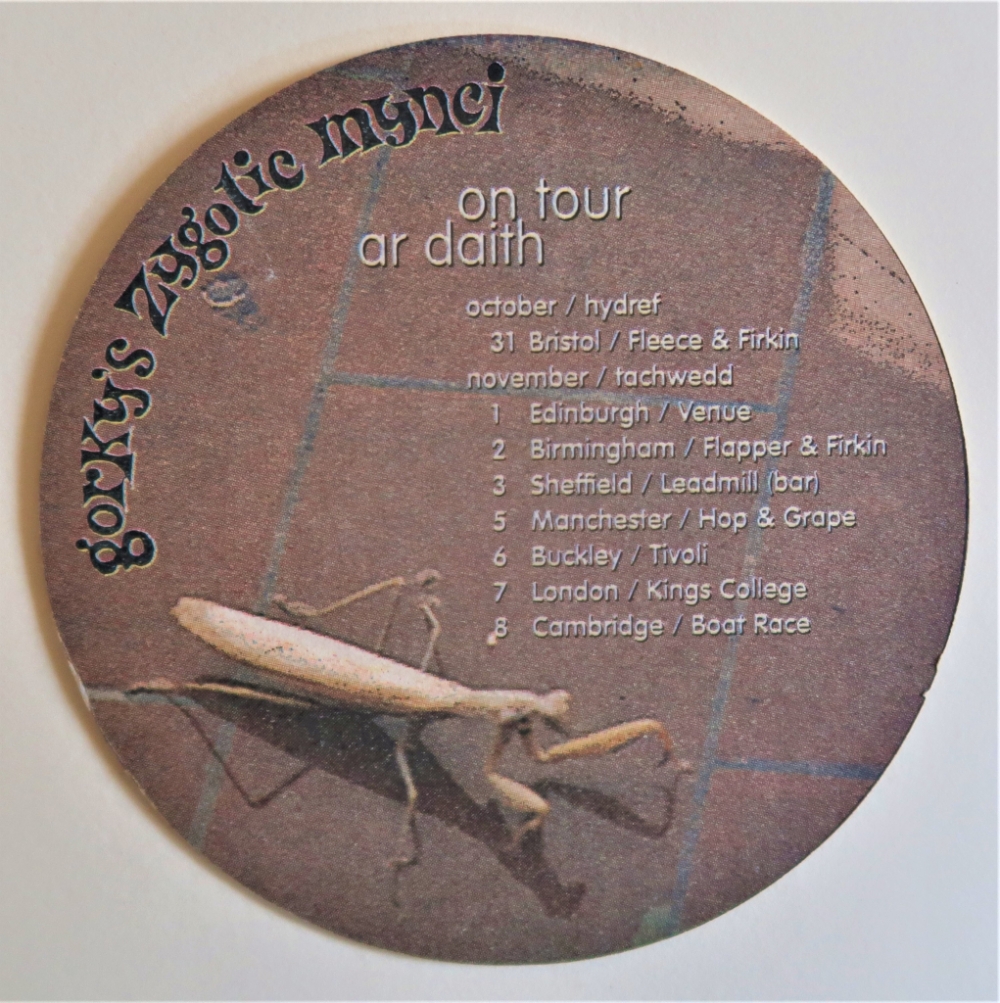 gorky's zygotic mynci
on tour
ar daith
october / hydref
31 Bristol / Fleece & Firkin
november / tachwedd
1 Edinburgh / Venue
2 Birmingham / Flapper & Firkin
3 Sheffield / Leadmill (bar)
5 Manchester / Hop & Grape
6 Buckley / Tivoli
7 London / Kings College
8 Cambridge / Boat Race